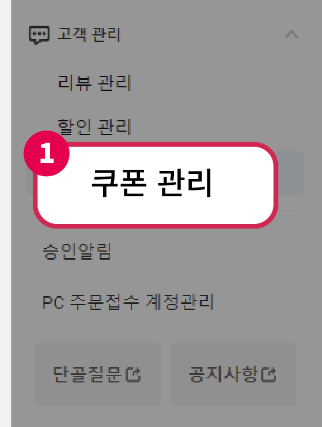 고객 관리
리뷰 관리
할인 관리
1
쿠폰 관리
승인알림
PC 주문접수 계정관리
단골질문 공지사항